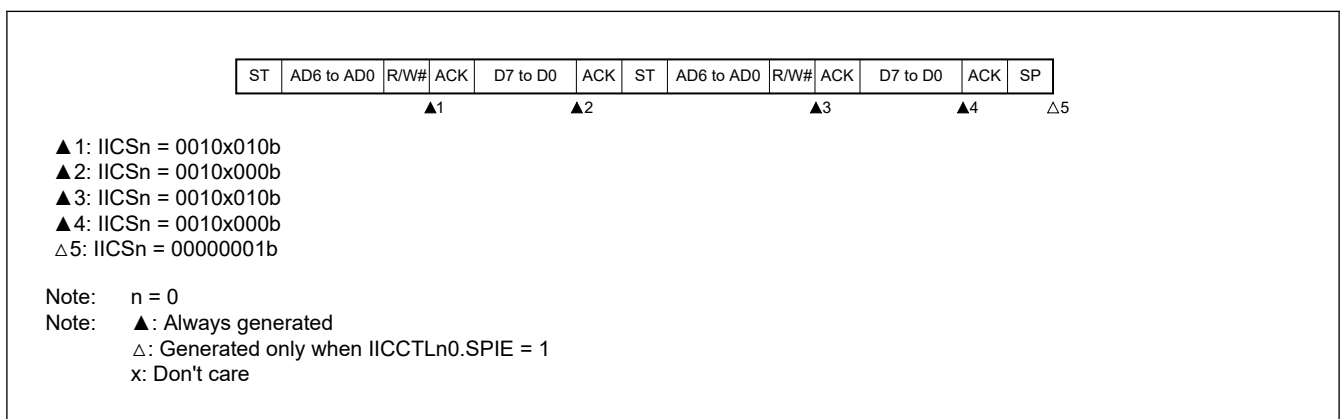 ST AD6 to AD0 R/W# ACK D7 to D0 ACK ST AD6 to AD0 R/W# ACK D7 to D0 ACK SP
▲1 ▲2 ▲3 ▲4 △5
▲1: IICSn = 0010x010b
▲2: IICSn = 0010x000b
▲3: IICSn = 0010x010b
▲4: IICSn = 0010x000b
△5: IICSn = 00000001b
Note: n = 0
Note: ▲: Always generated
△: Generated only when IICCTLn0.SPIE = 1
x: Don't care